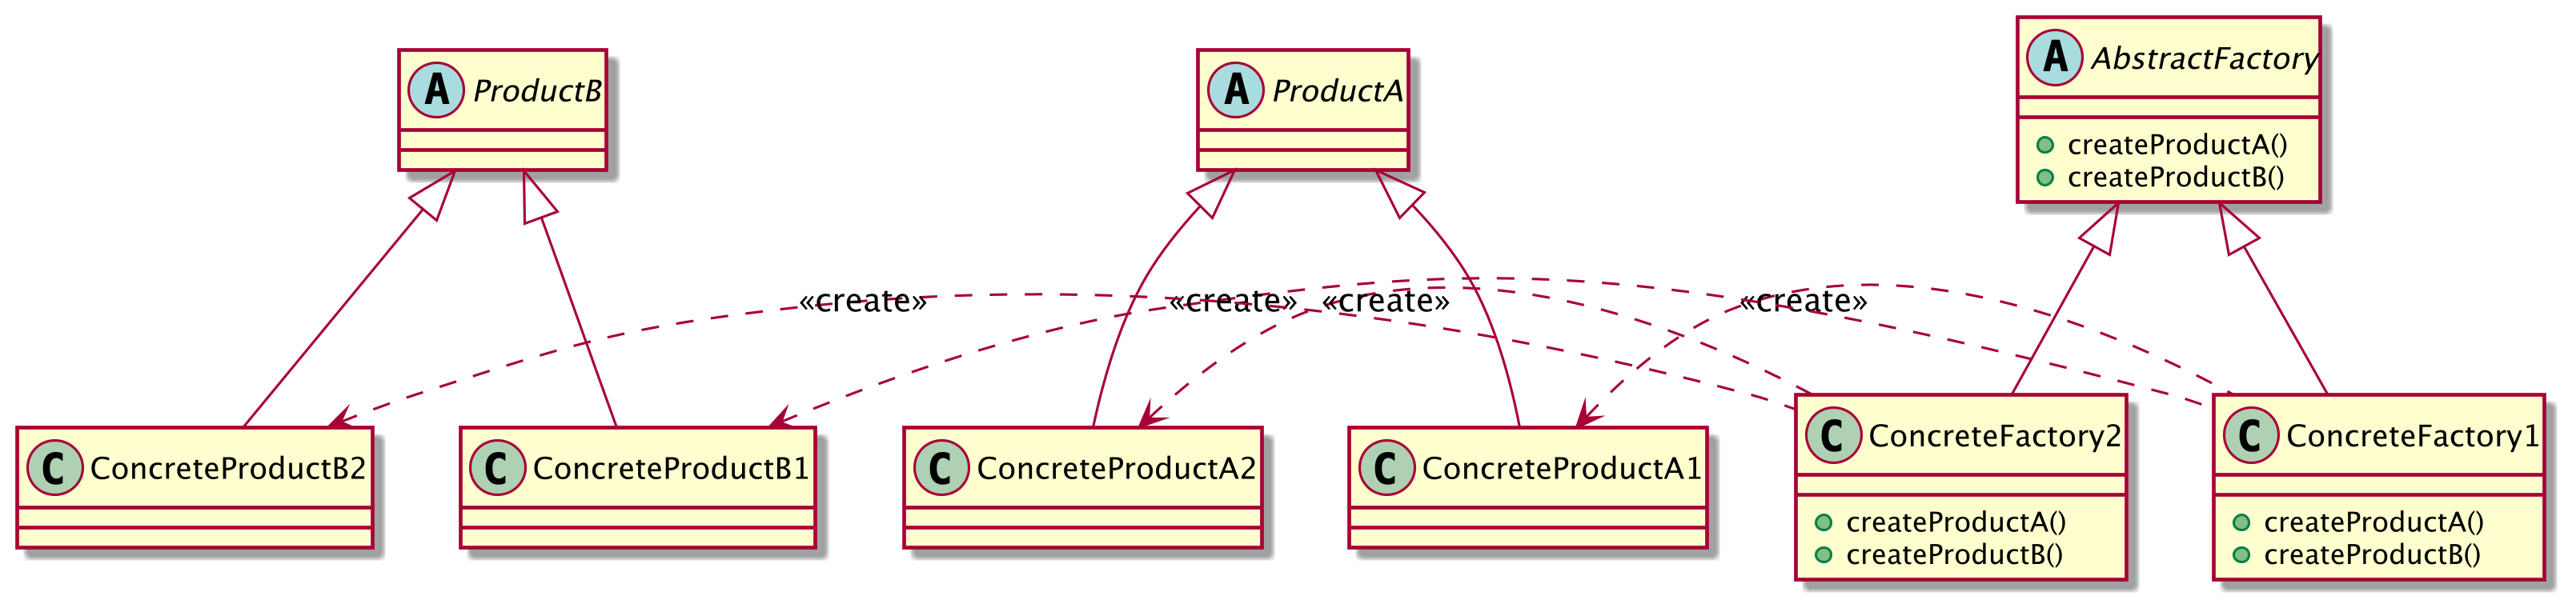 A ProductB
A ProductA
A AbstractFactory
createProductA()
createProductB()
«create»
«create»
«create»
«create»
C ConcreteProductB2
C ConcreteProductB1
C ConcreteProductA2
C ConcreteProductA1
C ConcreteFactory2
createProductA()
createProductB()
C ConcreteFactory1
createProductA()
createProductB()